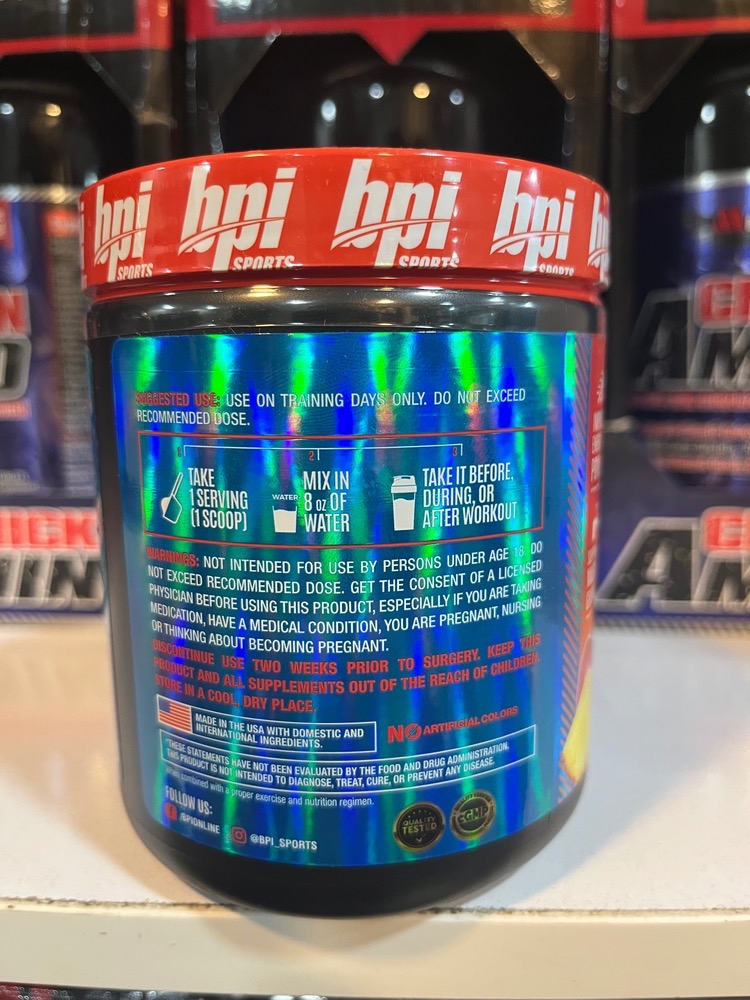 bpi bpi bpi bpi
SPORTS SPORTS SPORTS
SUGGESTED USE: USE ON TRAINING DAYS ONLY. DO NOT EXCEED
RECOMMENDED DOSE.
1 2 3
TAKE
1 SERVING
(1 SCOOP)
WATER
MIX IN
8 oz OF
WATER
TAKE IT BEFORE,
DURING, OR
AFTER WORKOUT
WARNINGS: NOT INTENDED FOR USE BY PERSONS UNDER AGE 18 DO
NOT EXCEED RECOMMENDED DOSE. GET THE CONSENT OF A LICENSED
PHYSICIAN BEFORE USING THIS PRODUCT, ESPECIALLY IF YOU ARE TAKING
MEDICATION, HAVE A MEDICAL CONDITION, YOU ARE PREGNANT, NURSING
OR THINKING ABOUT BECOMING PREGNANT.
DISCONTINUE USE TWO WEEKS PRIOR TO SURGERY. KEEP THIS
PRODUCT AND ALL SUPPLEMENTS OUT OF THE REACH OF CHILDREN.
STORE IN A COOL, DRY PLACE.
MADE IN THE USA WITH DOMESTIC AND
INTERNATIONAL INGREDIENTS.
NO ARTIFICIAL COLORS
*THESE STATEMENTS HAVE NOT BEEN EVALUATED BY THE FOOD AND DRUG ADMINISTRATION.
THIS PRODUCT IS NOT INTENDED TO DIAGNOSE, TREAT, CURE, OR PREVENT ANY DISEASE.
when combined with a proper exercise and nutrition regimen.
FOLLOW US:
/BPIONLINE
@BPI_SPORTS
QUALITY
TESTED
GMP